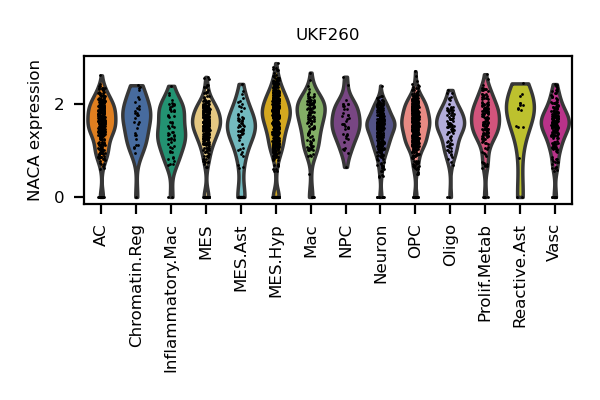 UKF260
NACA expression
2
0
AC
Chromatin.Reg
Inflammatory.Mac
MES
MES.Ast
MES.Hyp
Mac
NPC
Neuron
OPC
Oligo
Prolif.Metab
Reactive.Ast
Vasc